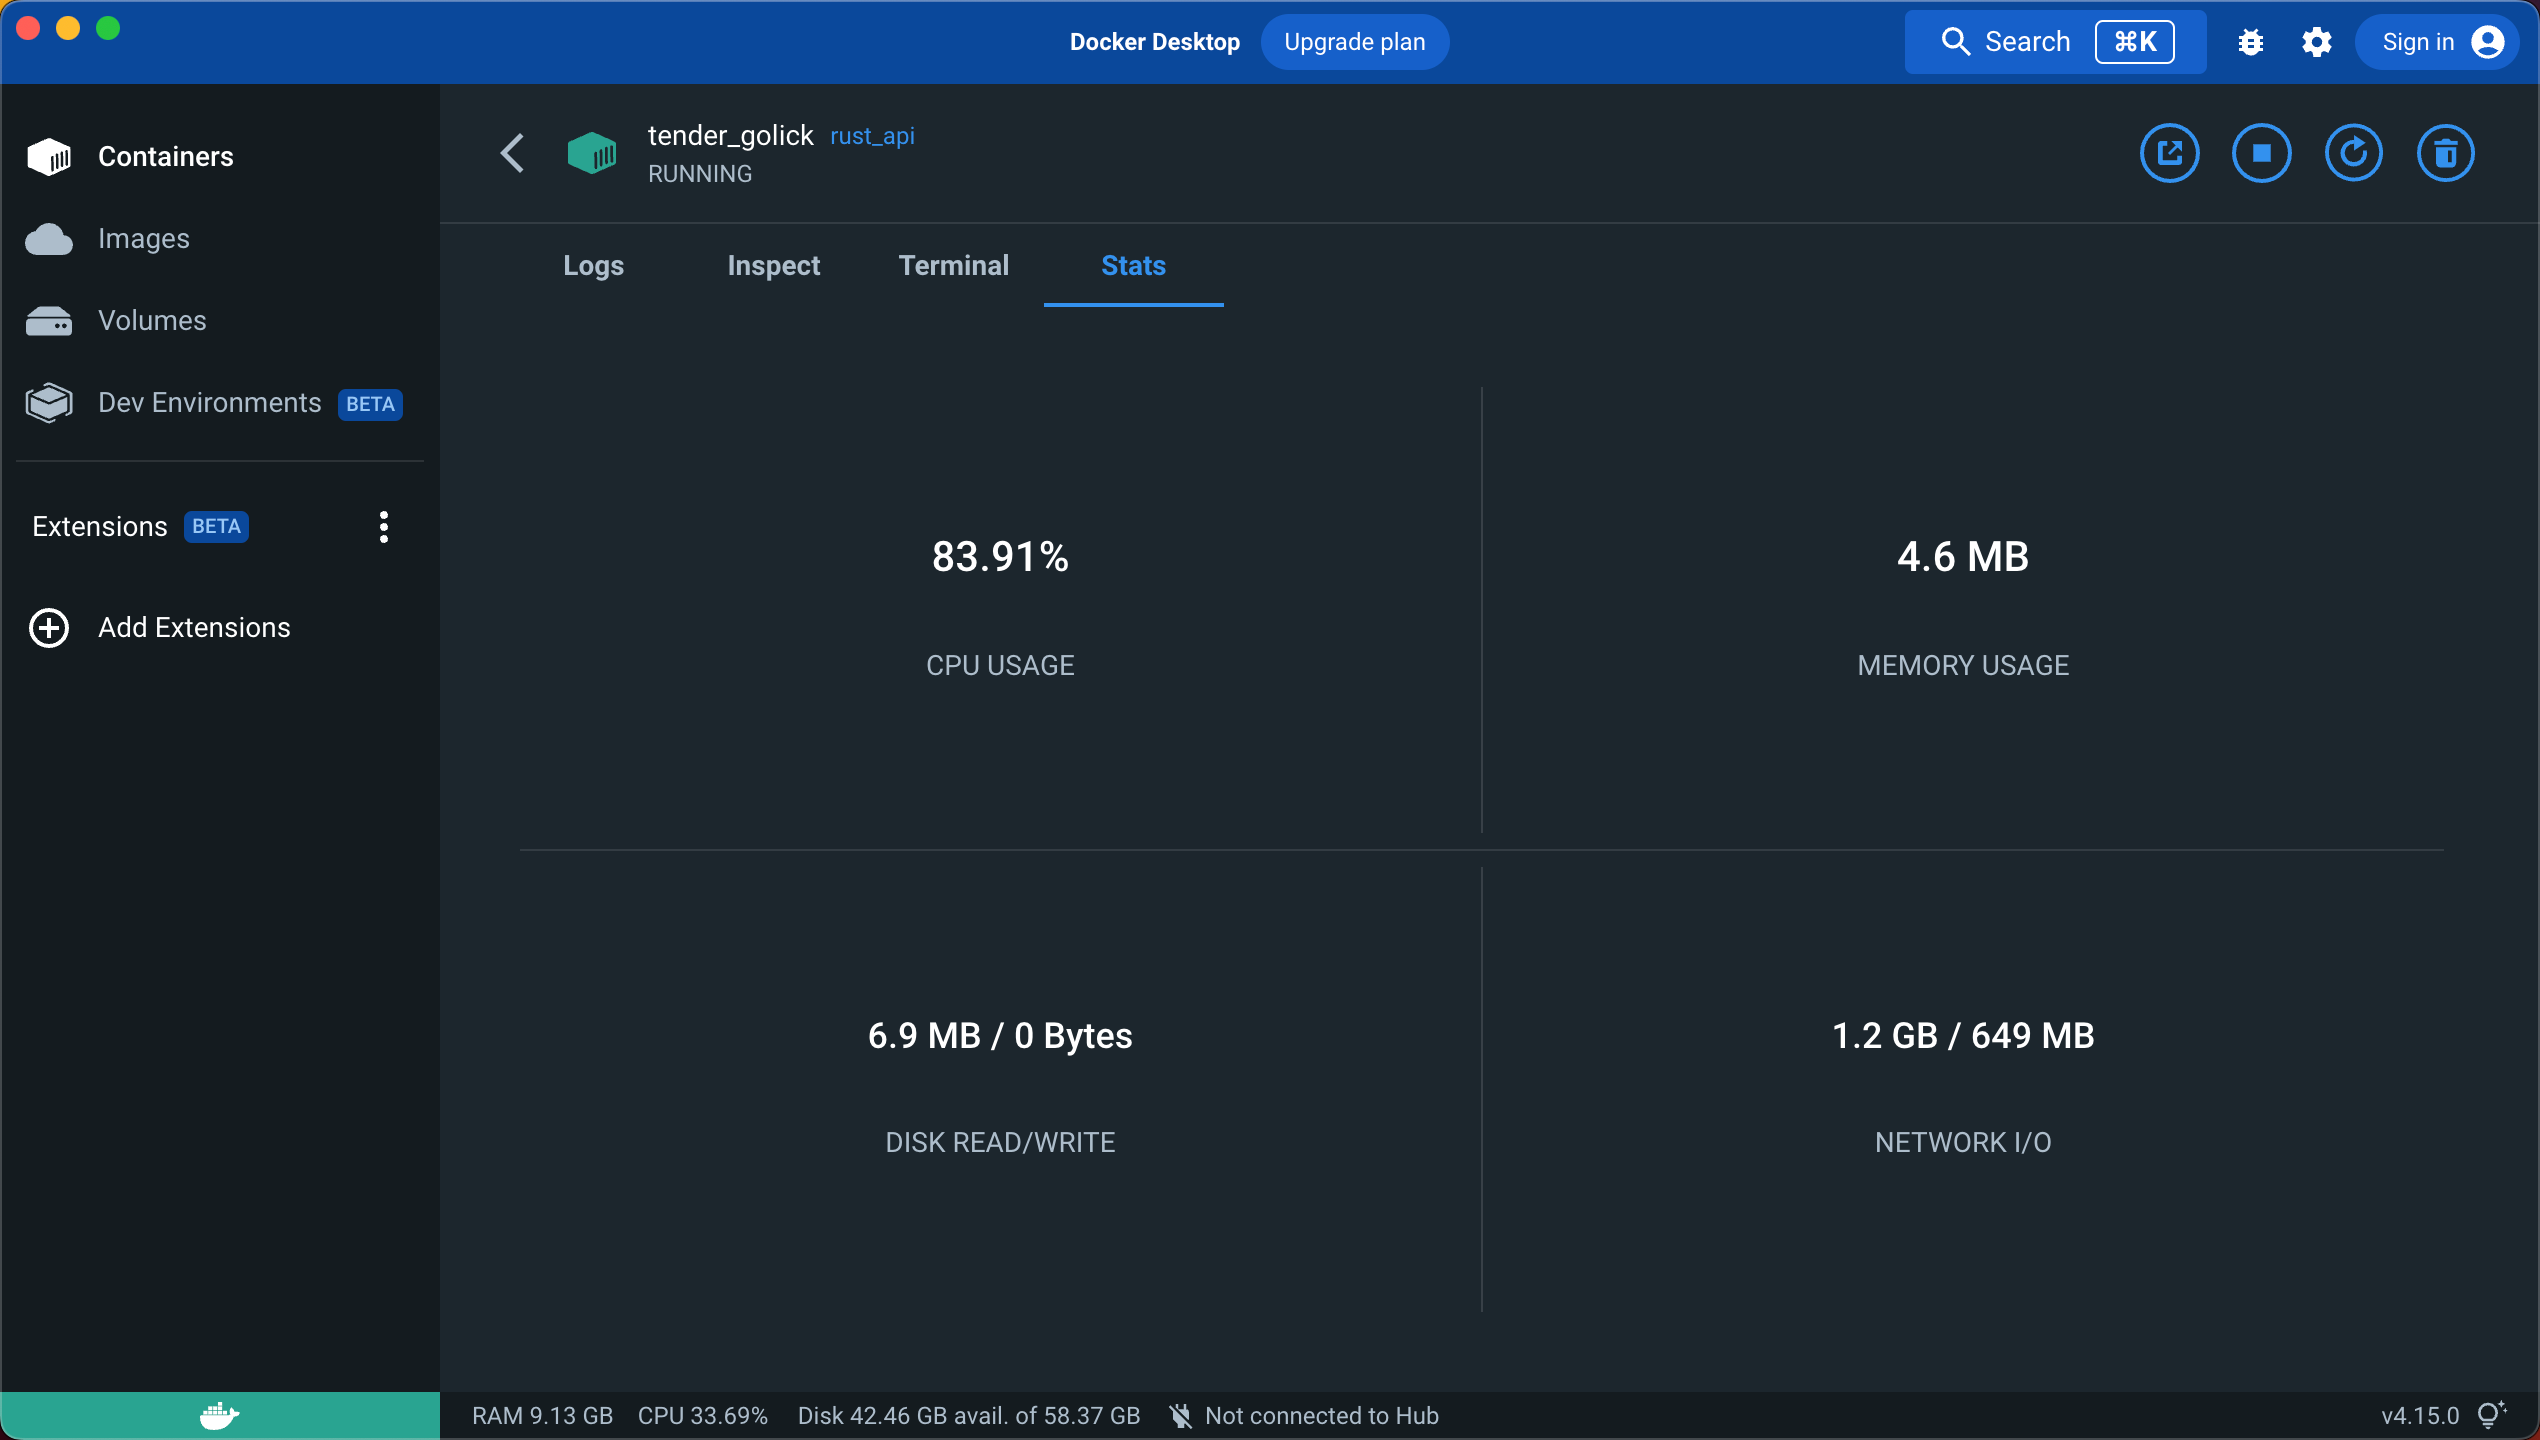 Docker Desktop
Upgrade plan
Search ⌘K
Sign in
Containers
Images
Volumes
Dev Environments BETA
Extensions BETA
Add Extensions
tender_golick rust_api
RUNNING
Logs Inspect Terminal Stats
83.91%
CPU USAGE
4.6 MB
MEMORY USAGE
6.9 MB / 0 Bytes
DISK READ/WRITE
1.2 GB / 649 MB
NETWORK I/O
RAM 9.13 GB CPU 33.69% Disk 42.46 GB avail. of 58.37 GB Not connected to Hub
v4.15.0